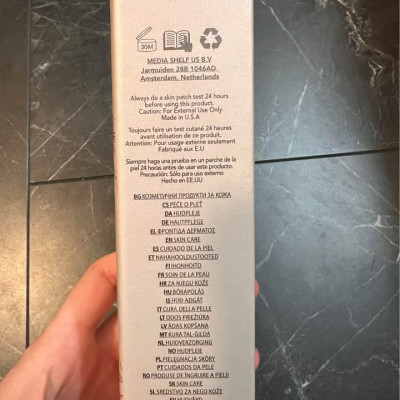 30M
MEDIA SHELF US B.V
Jarmuiden 28B 1046AD,
Amsterdam, Netherlands
Always do a skin patch test 24 hours
before using this product.
Caution: For External Use Only
Made in U.S.A
Toujours faire un test cutané 24 heures
avant utilisation de ce produit.
Attention: Pour usage externe seulement
Fabriqué aux E.U
Siempre haga una prueba en un parche de la
piel 24 horas antes de usar este producto.
Precaución: Sólo para uso externo
Hecho en EE.UU
BG КОЗМЕТИЧНИ ПРОДУКТИ ЗА КОЖА
CS PÉČE O PLEŤ
DA HUDPLEJE
DE HAUTPFLEGE
EL ΦΡΟΝΤΙΔΑ ΔΕΡΜΑΤΟΣ
EN SKIN CARE
ES CUIDADO DE LA PIEL
ET NAHAHOOLDUSTOOTED
FI IHONHOITO
FR SOIN DE LA PEAU
HR ZA NJEGU KOŽE
HU BŐRÁPOLÁS
IS HÚÐ AÐGÁT
IT CURA DELLA PELLE
LT ODOS PRIEŽIŪRA
LV ĀDAS KOPŠANA
MT KURA TAL-ĠILDA
NL HUIDVERZORGING
NO HUDPLEJE
PL PIELĘGNACJA SKÓRY
PT CUIDADOS DA PELE
RO PRODUSE DE ÎNGRIJIRE A PIELII
SK SKIN CARE
SL SREDSTVO ZA NEGO KOŽE
HUDVÅRD